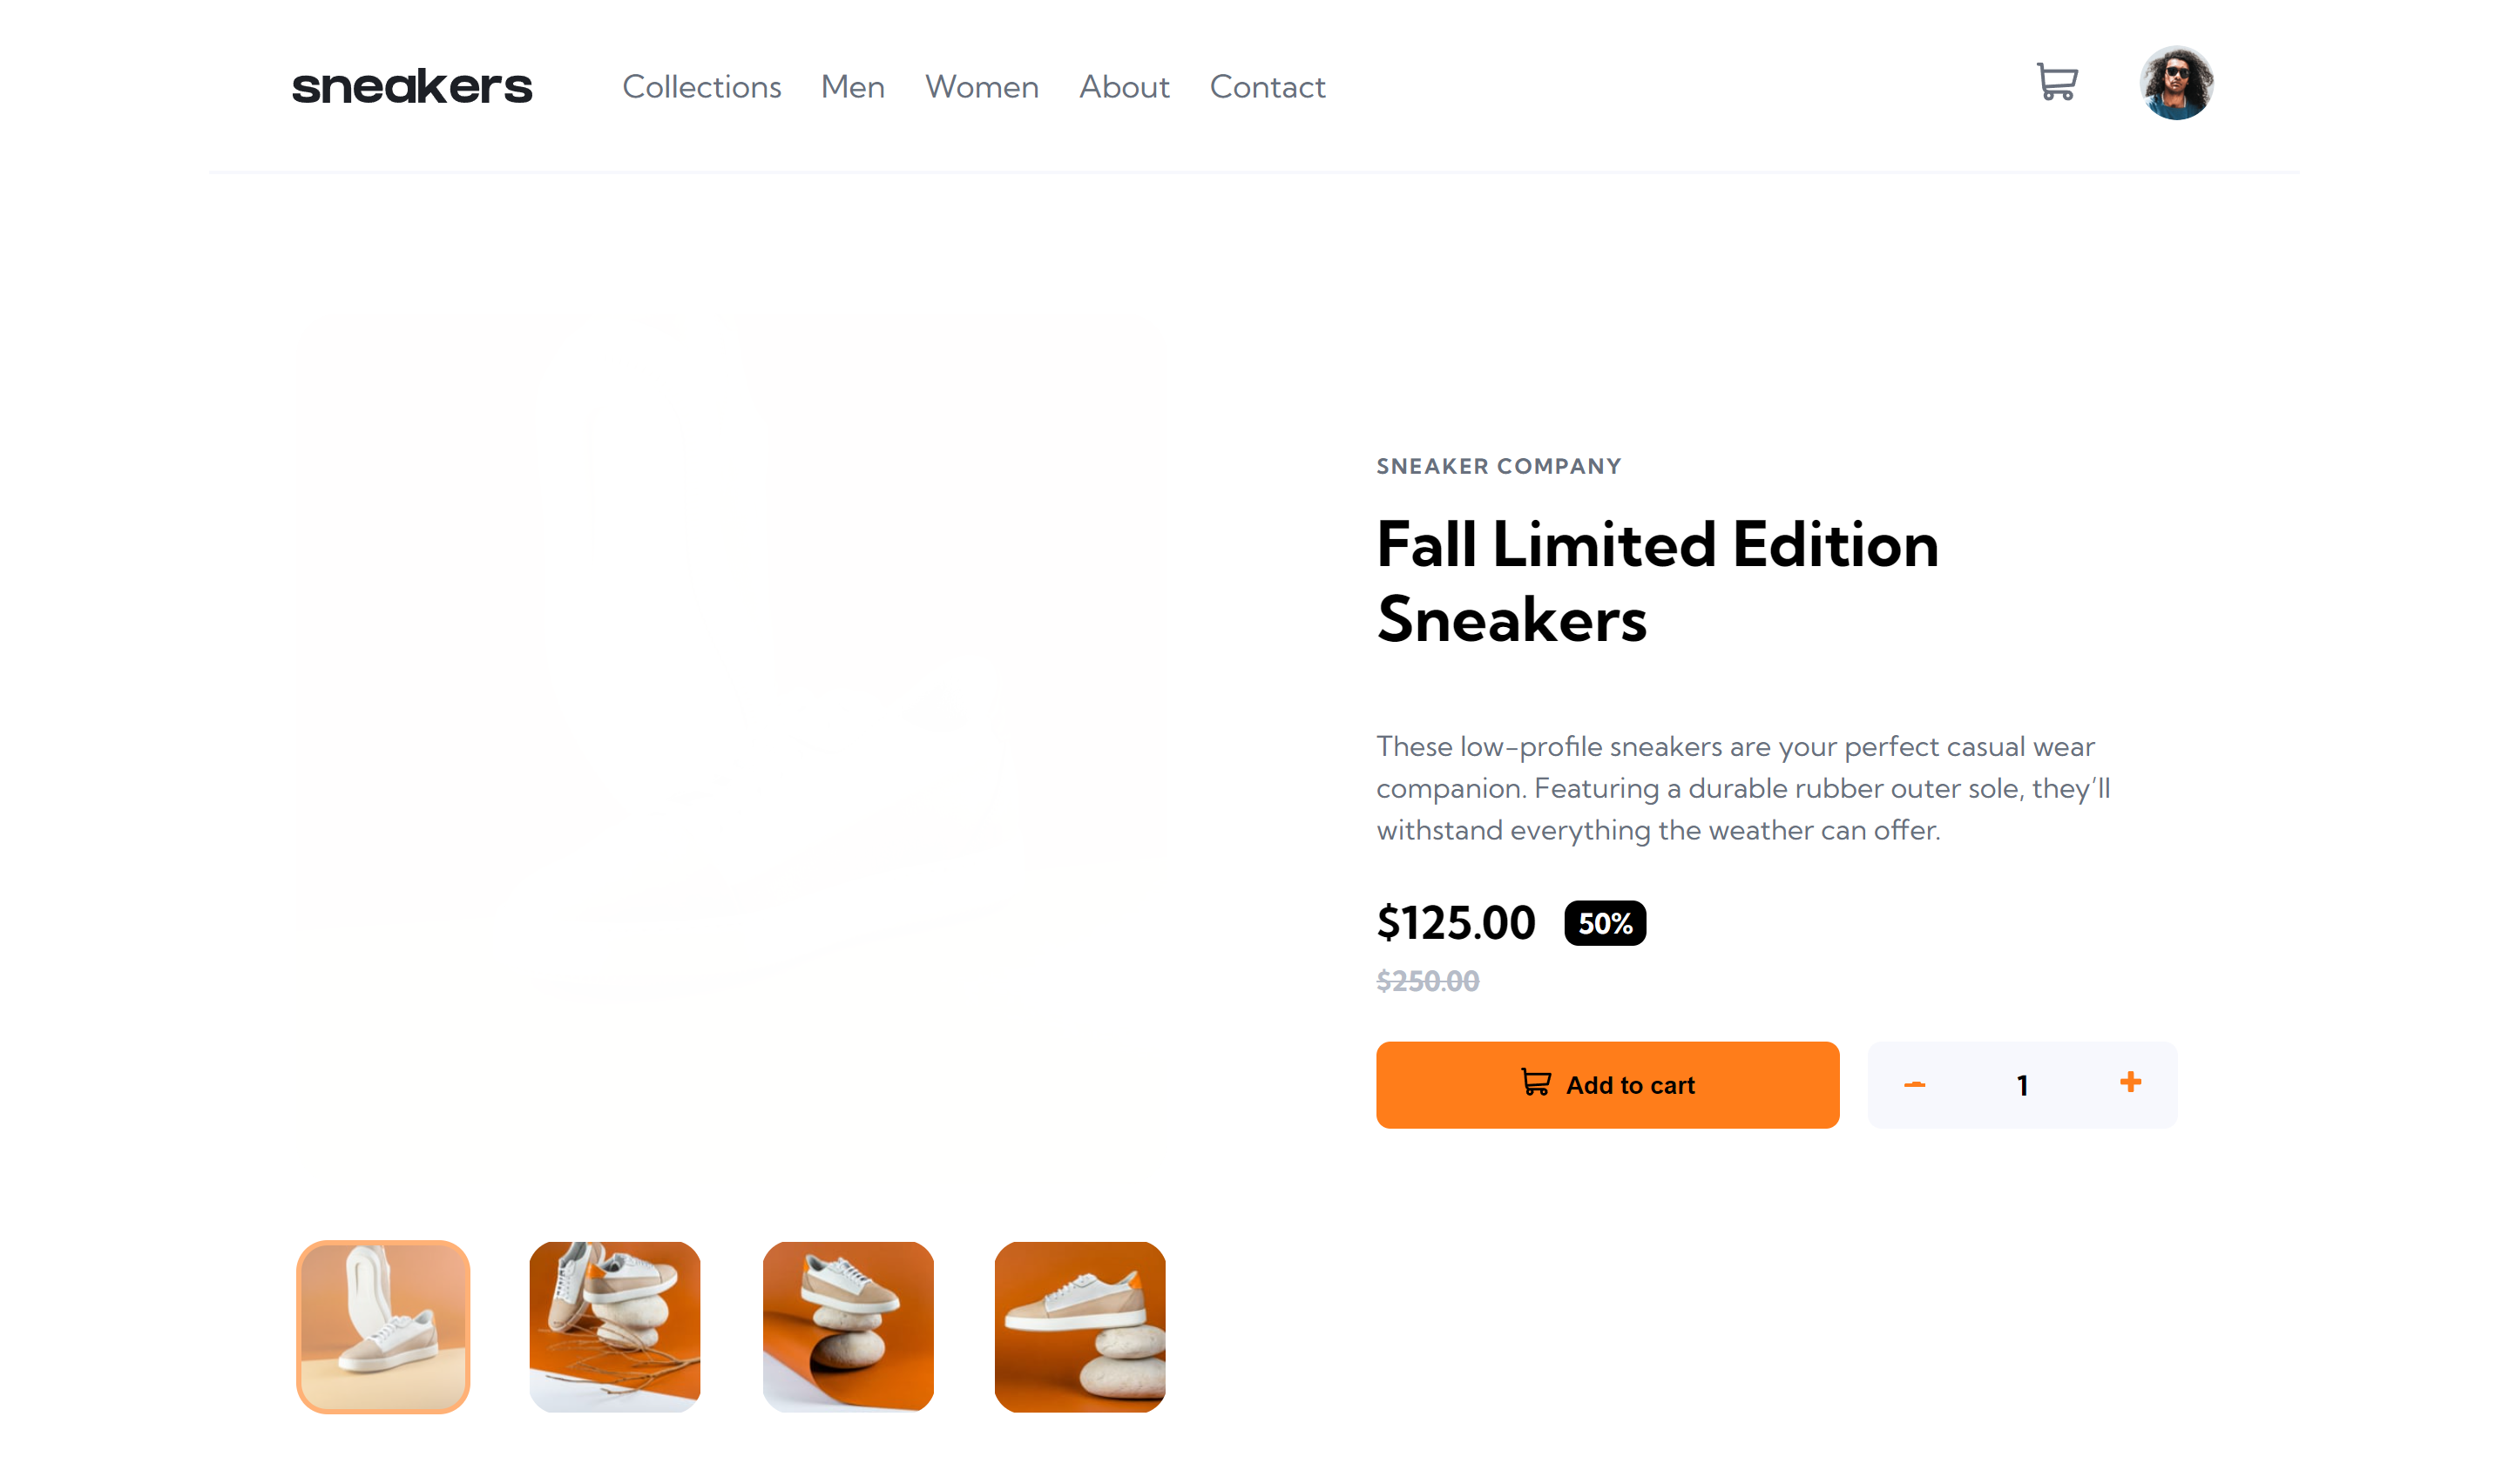 sneakers
Collections Men Women About Contact
SNEAKER COMPANY
Fall Limited Edition
Sneakers
These low-profile sneakers are your perfect casual wear
companion. Featuring a durable rubber outer sole, they’ll
withstand everything the weather can offer.
$125.00 50%
$250.00
Add to cart
1